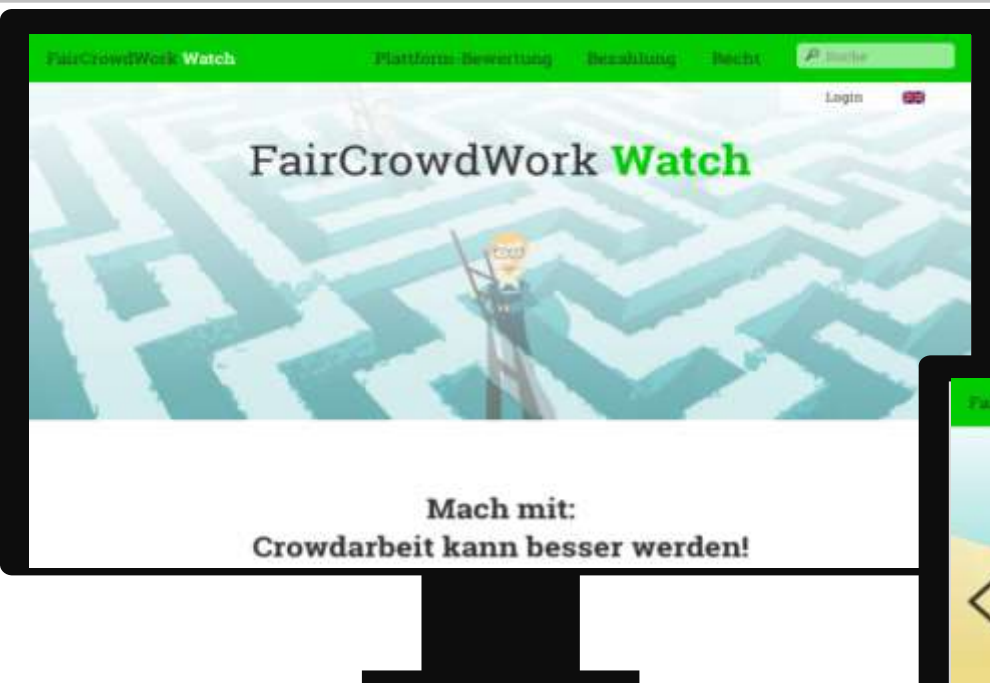 FairCrowdWork Watch
Plattform-Bewertung Bezahlung Recht Suche
Login
FairCrowdWork Watch
Mach mit:
Crowdarbeit kann besser werden!